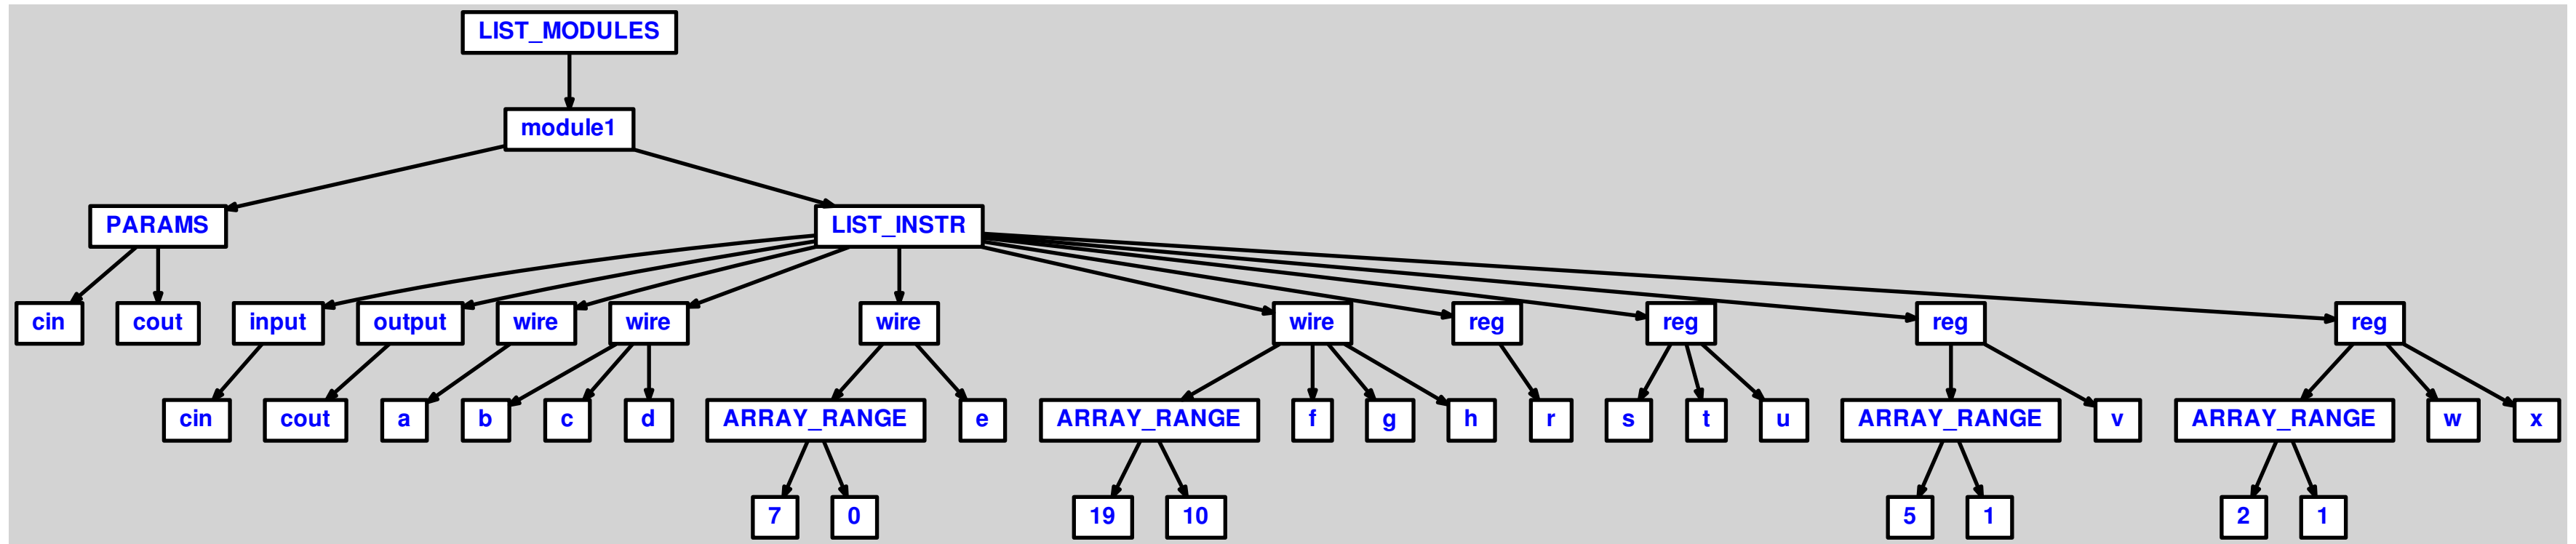 LIST_MODULES
module1
PARAMS LIST_INSTR
cin cout input output wire wire wire wire reg reg reg reg
cin cout a b c d ARRAY_RANGE e ARRAY_RANGE f g h r s t u ARRAY_RANGE v ARRAY_RANGE w x
7 0 19 10 5 1 2 1